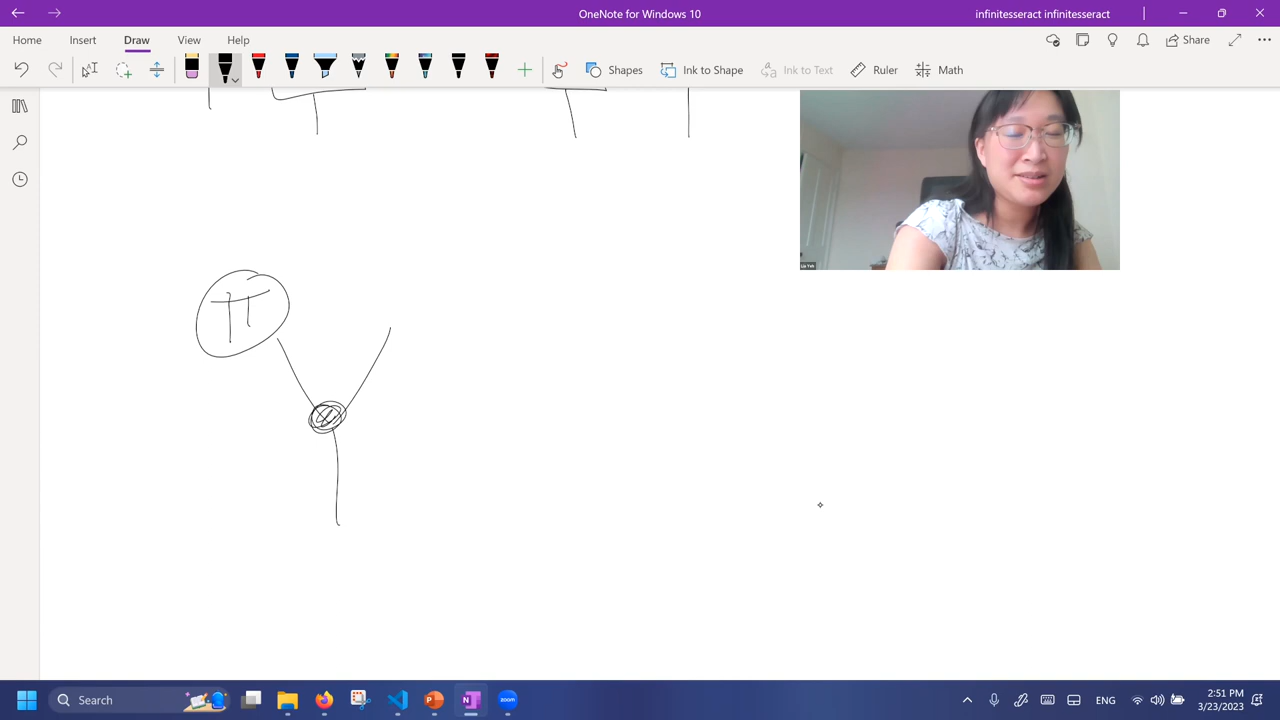 OneNote for Windows 10
infinitesseract infinitesseract
Home Insert Draw View Help
Share
Shapes Ink to Shape Ink to Text Ruler Math
π
Search
zoom
ENG
2:51 PM
3/23/2023